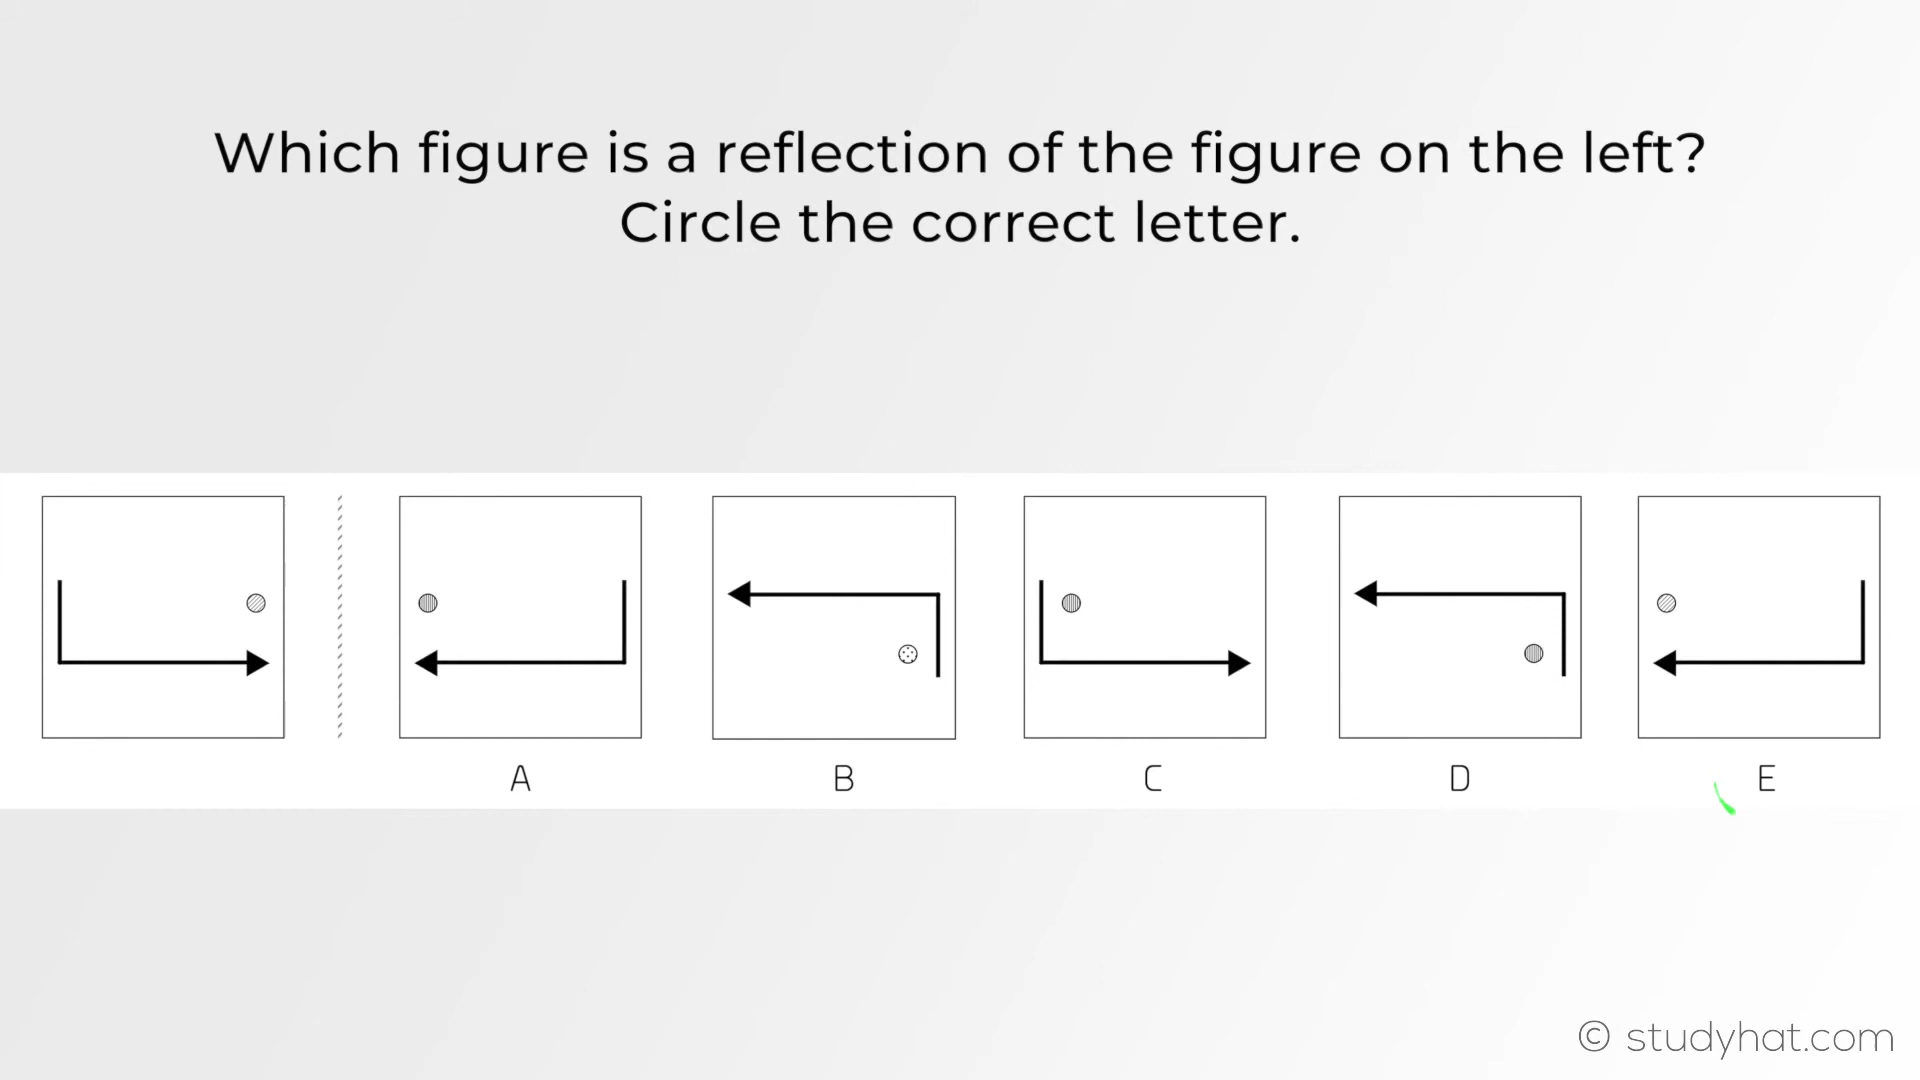 Which figure is a reflection of the figure on the left?
Circle the correct letter.
A B C D E
© studyhat.com